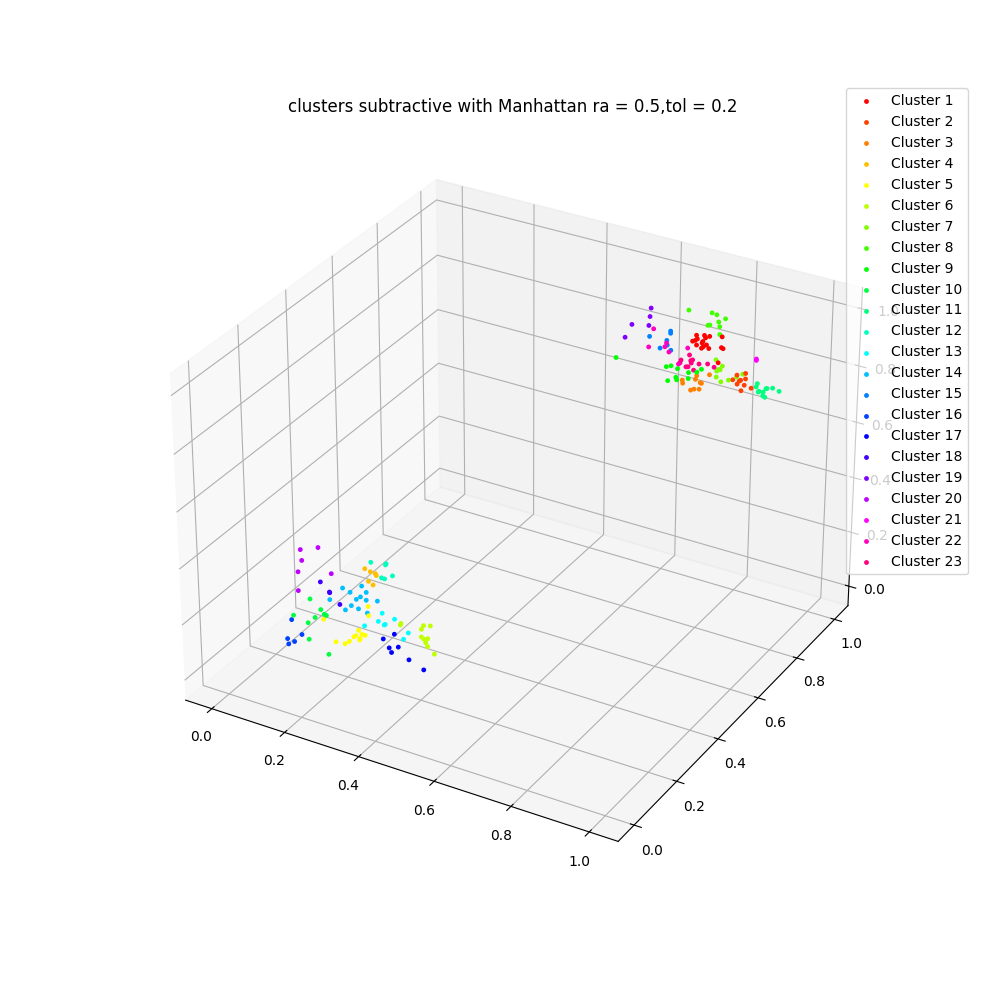 clusters subtractive with Manhattan ra = 0.5,tol = 0.2
Cluster 1
Cluster 2
Cluster 3
Cluster 4
Cluster 5
Cluster 6
Cluster 7
Cluster 8
Cluster 9
Cluster 10
Cluster 11
Cluster 12
Cluster 13
Cluster 14
Cluster 15
Cluster 16
Cluster 17
Cluster 18
Cluster 19
Cluster 20
Cluster 21
Cluster 22
Cluster 23
0.8
0.6
0.4
0.2
0.0
0.0
0.2
0.4
0.6
0.8
1.0
0.0
0.2
0.4
0.6
0.8
1.0